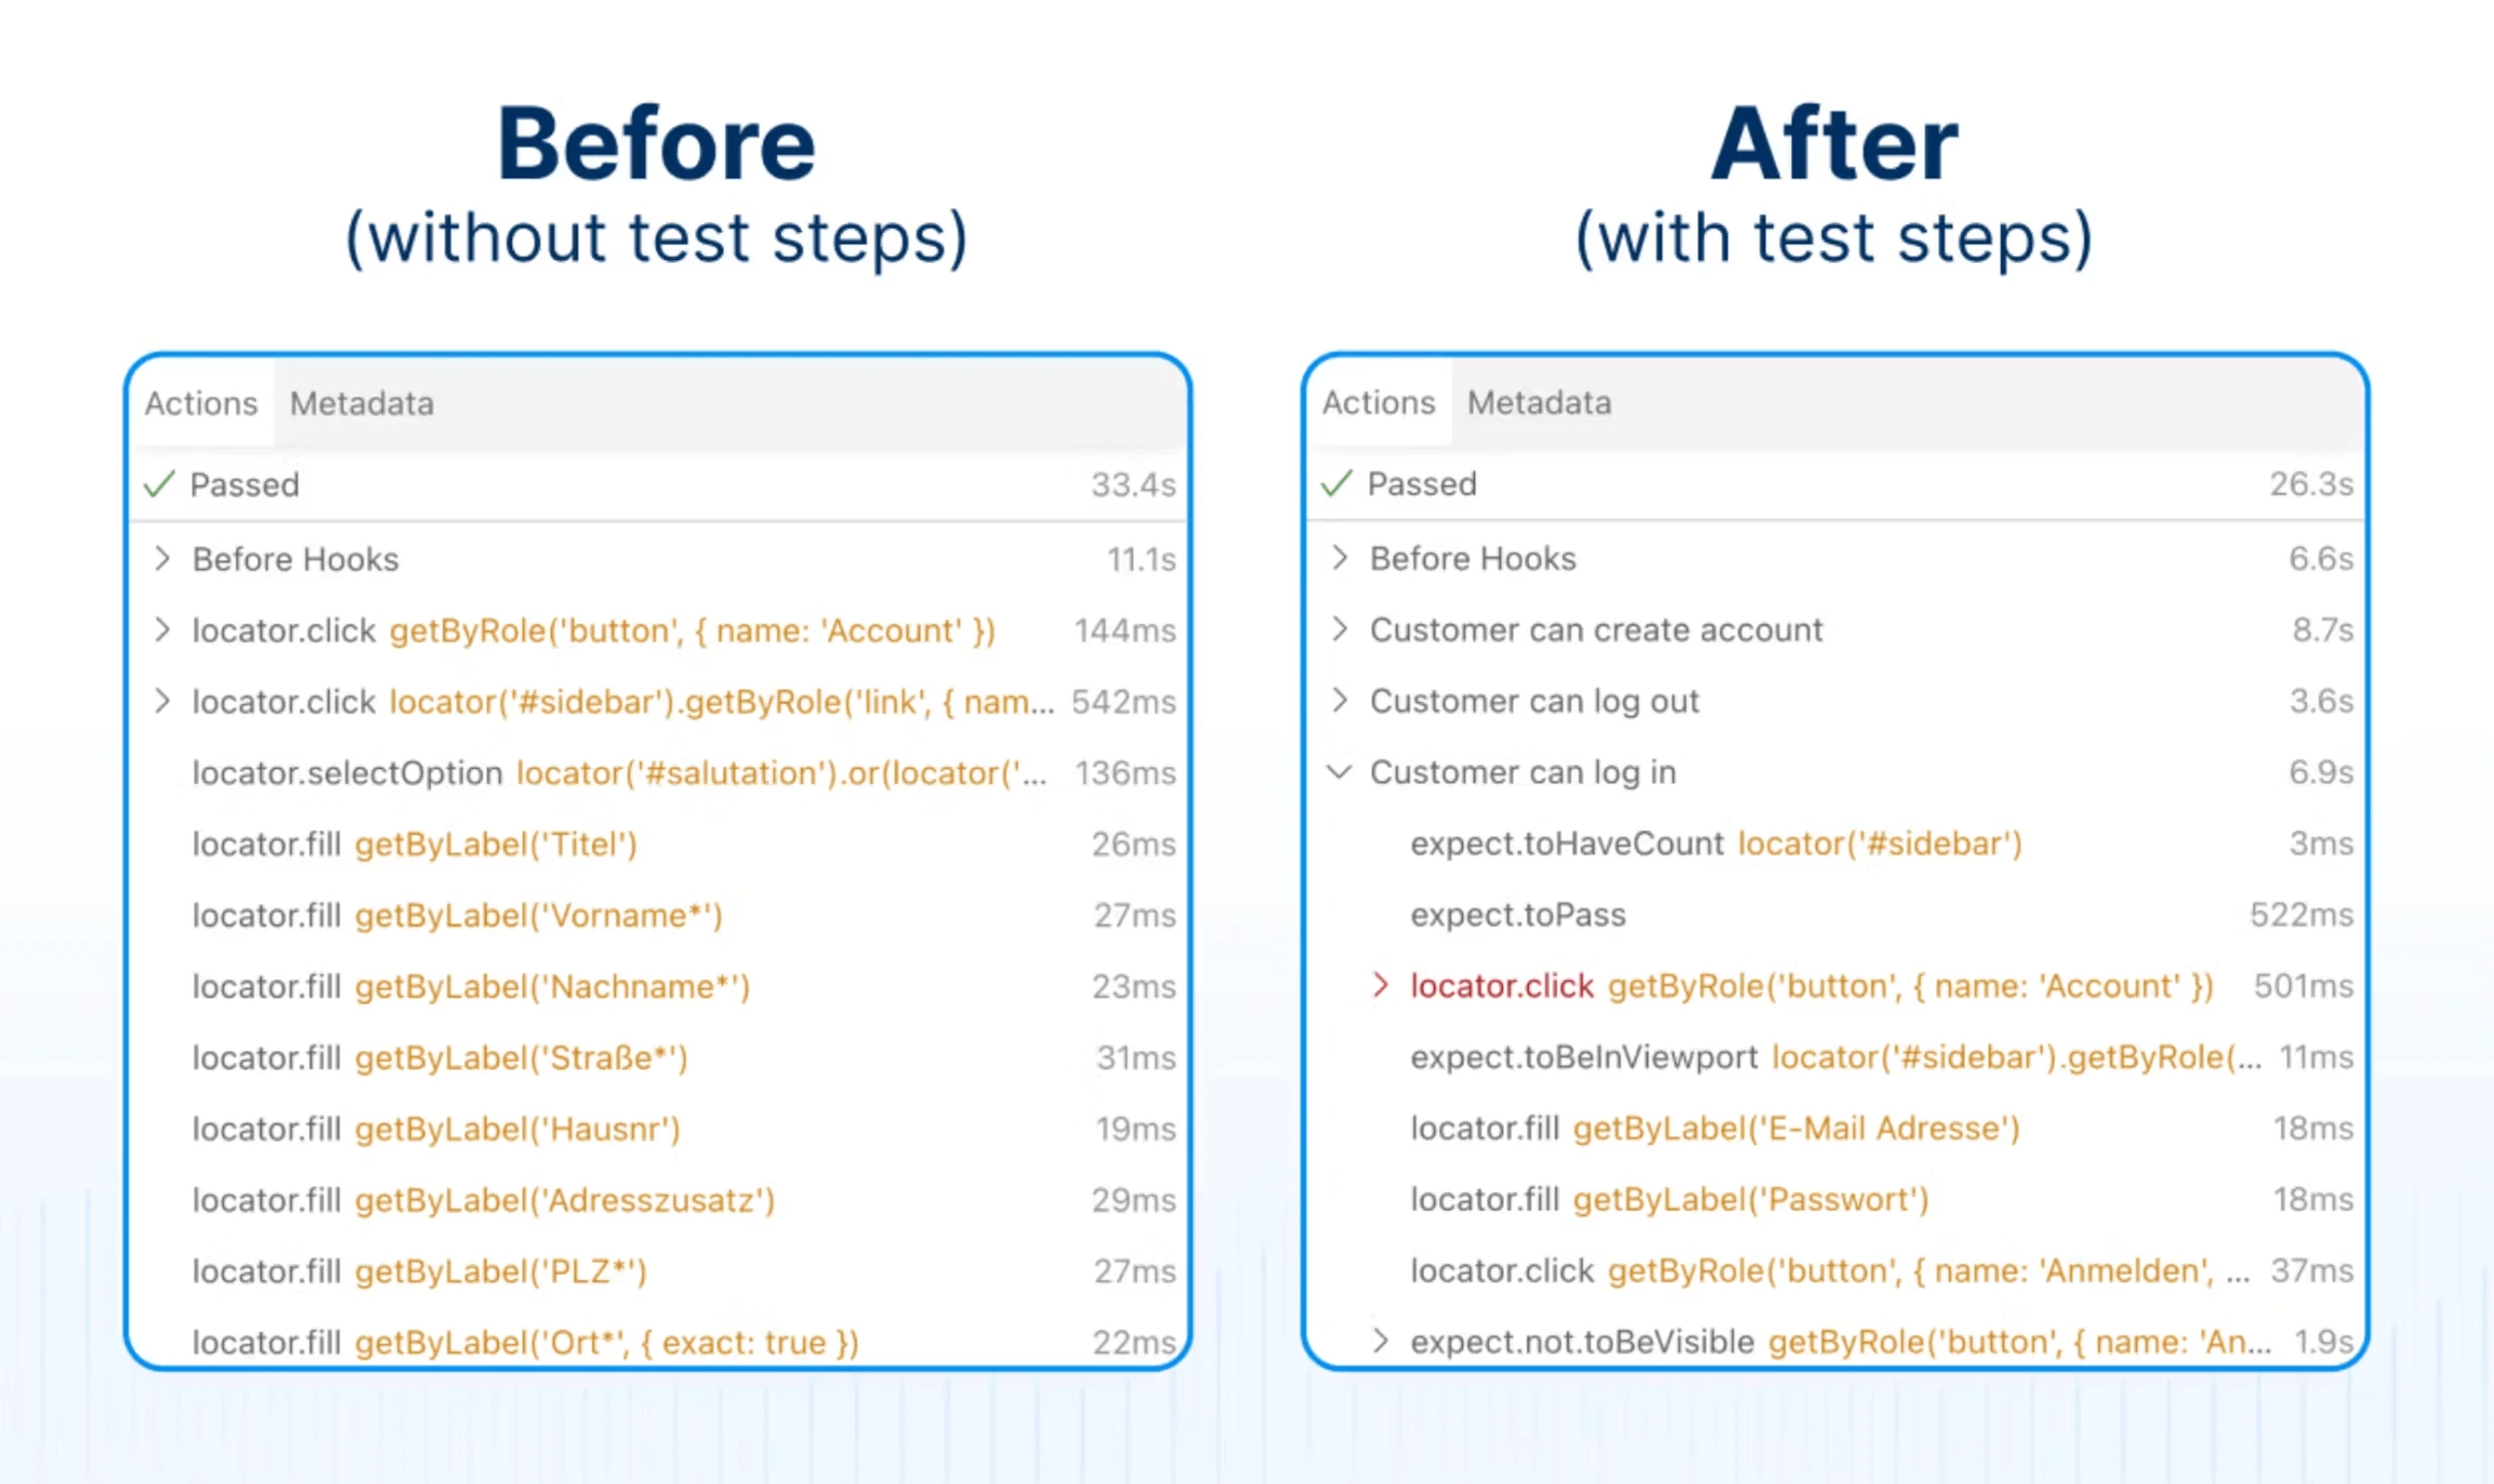 Before
(without test steps)
Actions Metadata
Passed 33.4s
Before Hooks 11.1s
locator.click getByRole('button', { name: 'Account' }) 144ms
locator.click locator('#sidebar').getByRole('link', { nam... 542ms
locator.selectOption locator('#salutation').or(locator('... 136ms
locator.fill getByLabel('Titel') 26ms
locator.fill getByLabel('Vorname*') 27ms
locator.fill getByLabel('Nachname*') 23ms
locator.fill getByLabel('Straße*') 31ms
locator.fill getByLabel('Hausnr') 19ms
locator.fill getByLabel('Adresszusatz') 29ms
locator.fill getByLabel('PLZ*') 27ms
locator.fill getByLabel('Ort*', { exact: true }) 22ms
After
(with test steps)
Actions Metadata
Passed 26.3s
Before Hooks 6.6s
Customer can create account 8.7s
Customer can log out 3.6s
Customer can log in 6.9s
expect.toHaveCount locator('#sidebar') 3ms
expect.toPass 522ms
locator.click getByRole('button', { name: 'Account' }) 501ms
expect.toBeInViewport locator('#sidebar').getByRole(... 11ms
locator.fill getByLabel('E-Mail Adresse') 18ms
locator.fill getByLabel('Passwort') 18ms
locator.click getByRole('button', { name: 'Anmelden', ... 37ms
expect.not.toBeVisible getByRole('button', { name: 'An... 1.9s